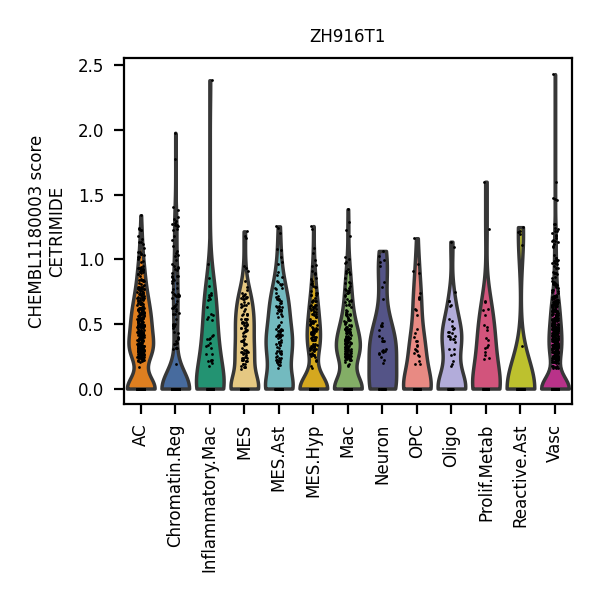 ZH916T1
CHEMBL1180003 score
CETRIMIDE
2.5
2.0
1.5
1.0
0.5
0.0
AC
Chromatin.Reg
Inflammatory.Mac
MES
MES.Ast
MES.Hyp
Mac
Neuron
OPC
Oligo
Prolif.Metab
Reactive.Ast
Vasc